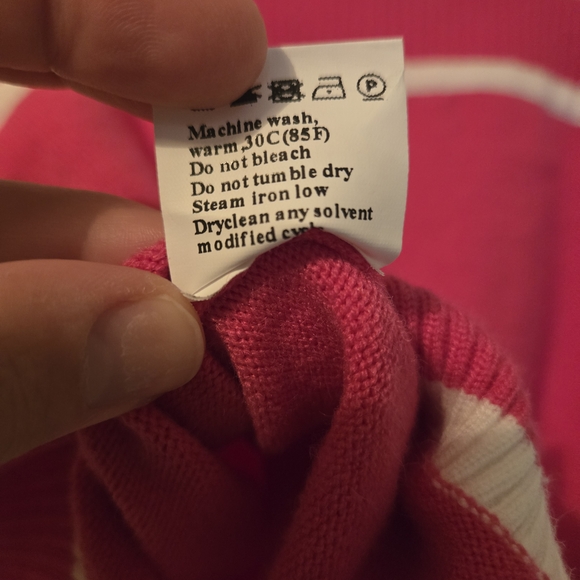 P
Machine wash,
warm,30C(85F)
Do not bleach
Do not tumble dry
Steam iron low
Dryclean any solvent
modified